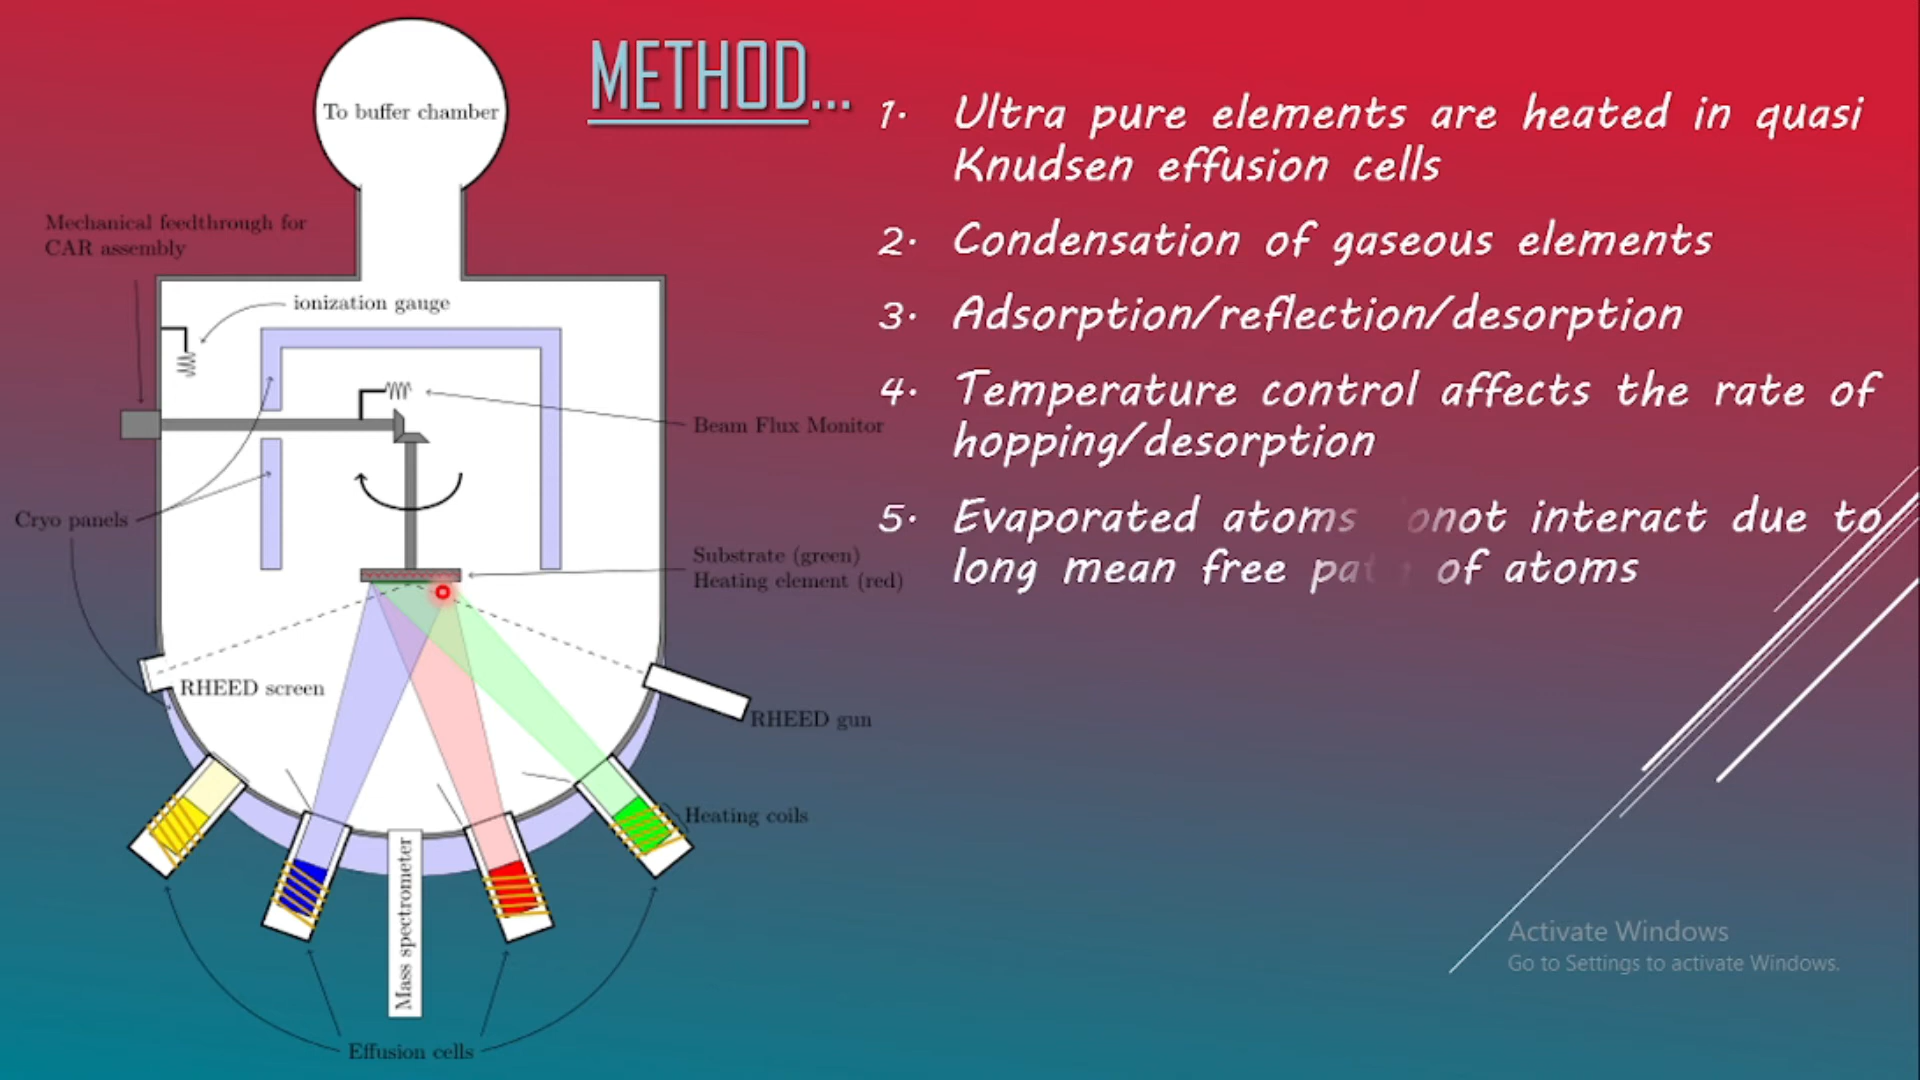 METHOD...
1. Ultra pure elements are heated in quasi
Knudsen effusion cells
2. Condensation of gaseous elements
3. Adsorption/reflection/desorption
4. Temperature control affects the rate of
hopping/desorption
5. Evaporated atoms onot interact due to
long mean free pat of atoms
To buffer chamber
Mechanical feedthrough for
CAR assembly
ionization gauge
Beam Flux Monitor
Cryo panels
Substrate (green)
Heating element (red)
RHEED screen
RHEED gun
Heating coils
Mass spectrometer
Effusion cells
Activate Windows
Go to Settings to activate Windows.